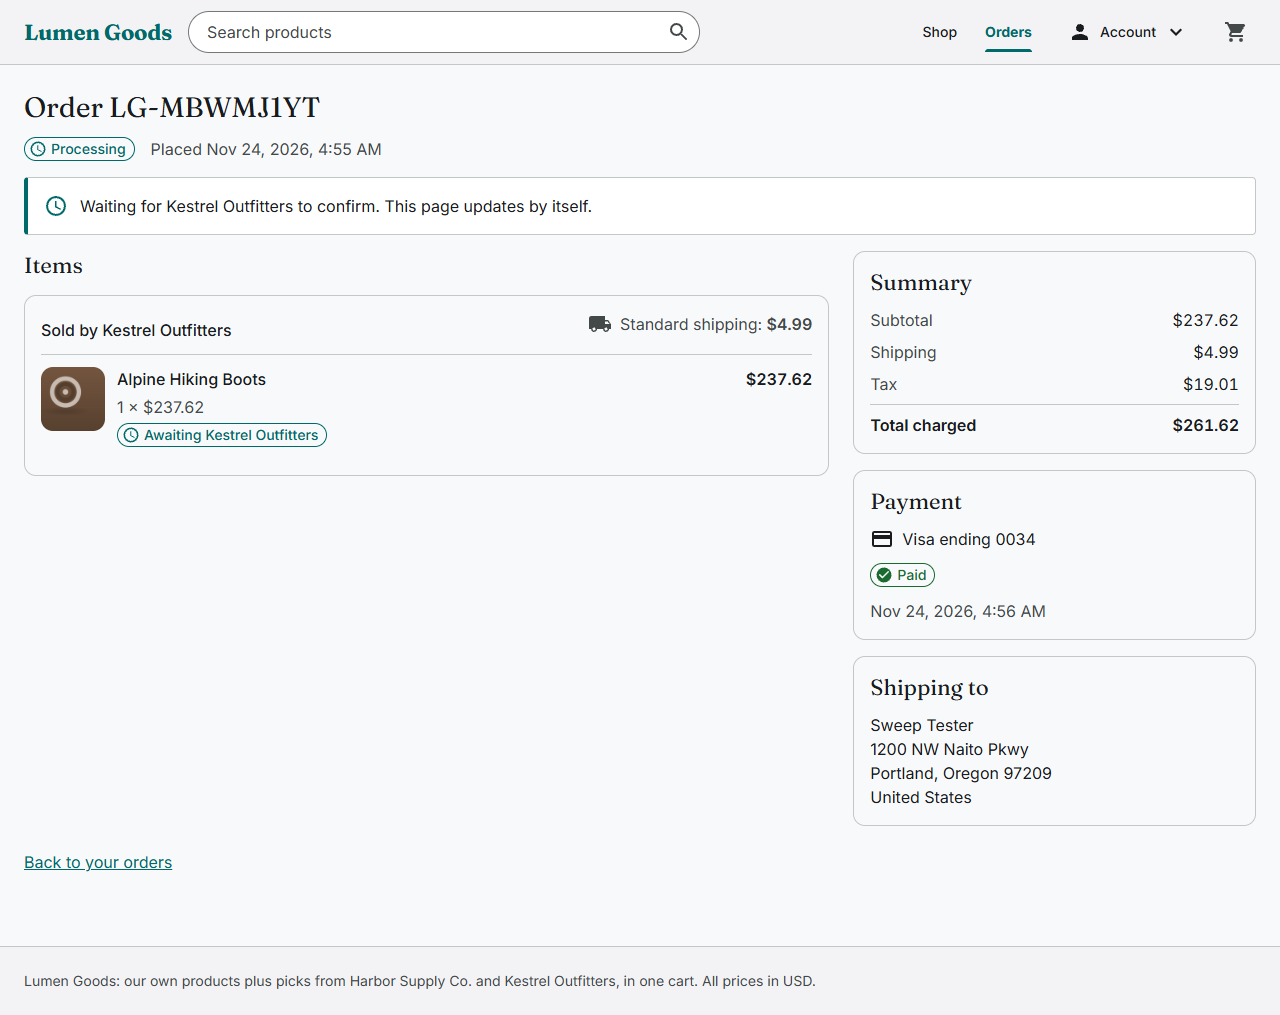 Lumen Goods
Search products
Shop
Orders
Account
Order LG-MBWMJ1YT
Processing
Placed Nov 24, 2026, 4:55 AM
Waiting for Kestrel Outfitters to confirm. This page updates by itself.
Items
Sold by Kestrel Outfitters
Standard shipping: $4.99
Alpine Hiking Boots
$237.62
1 × $237.62
Awaiting Kestrel Outfitters
Summary
Subtotal $237.62
Shipping $4.99
Tax $19.01
Total charged $261.62
Payment
Visa ending 0034
Paid
Nov 24, 2026, 4:56 AM
Shipping to
Sweep Tester
1200 NW Naito Pkwy
Portland, Oregon 97209
United States
Back to your orders
Lumen Goods: our own products plus picks from Harbor Supply Co. and Kestrel Outfitters, in one cart. All prices in USD.